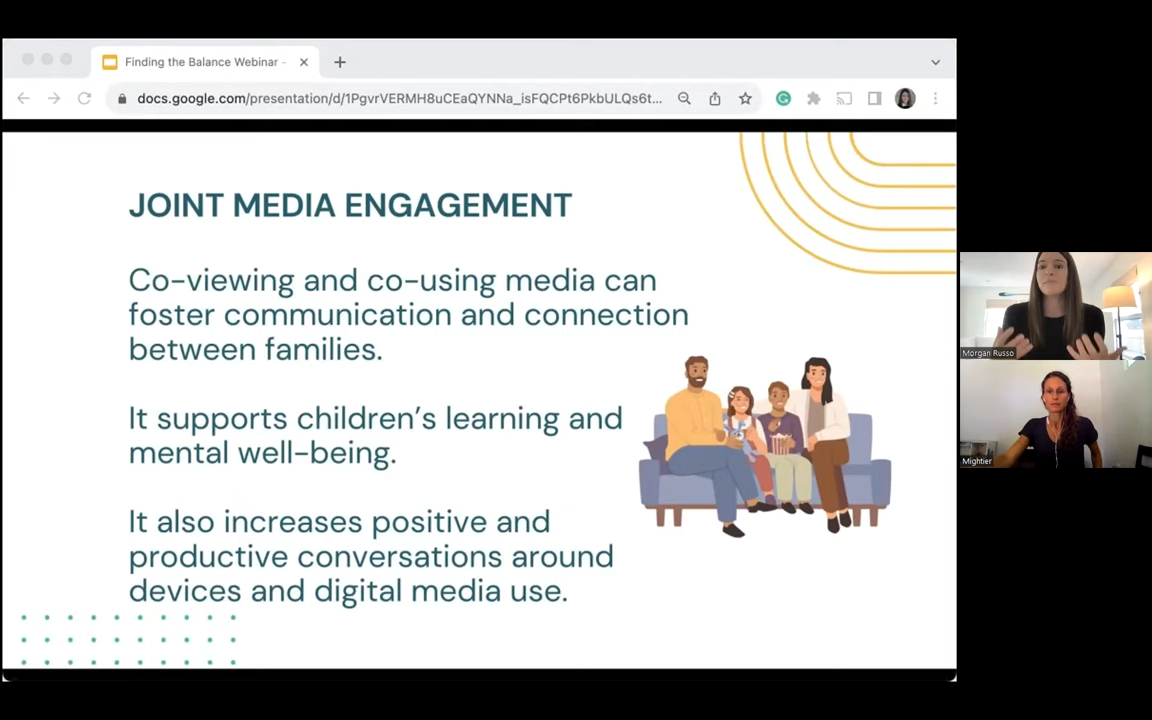 Finding the Balance Webinar -
docs.google.com/presentation/d/1PgvrVERMH8uCEaQYNNa_isFQCPt6PkbULQs6t...
JOINT MEDIA ENGAGEMENT
Co-viewing and co-using media can
foster communication and connection
between families.
It supports children's learning and
mental well-being.
It also increases positive and
productive conversations around
devices and digital media use.
Morgan Russo
Mightier